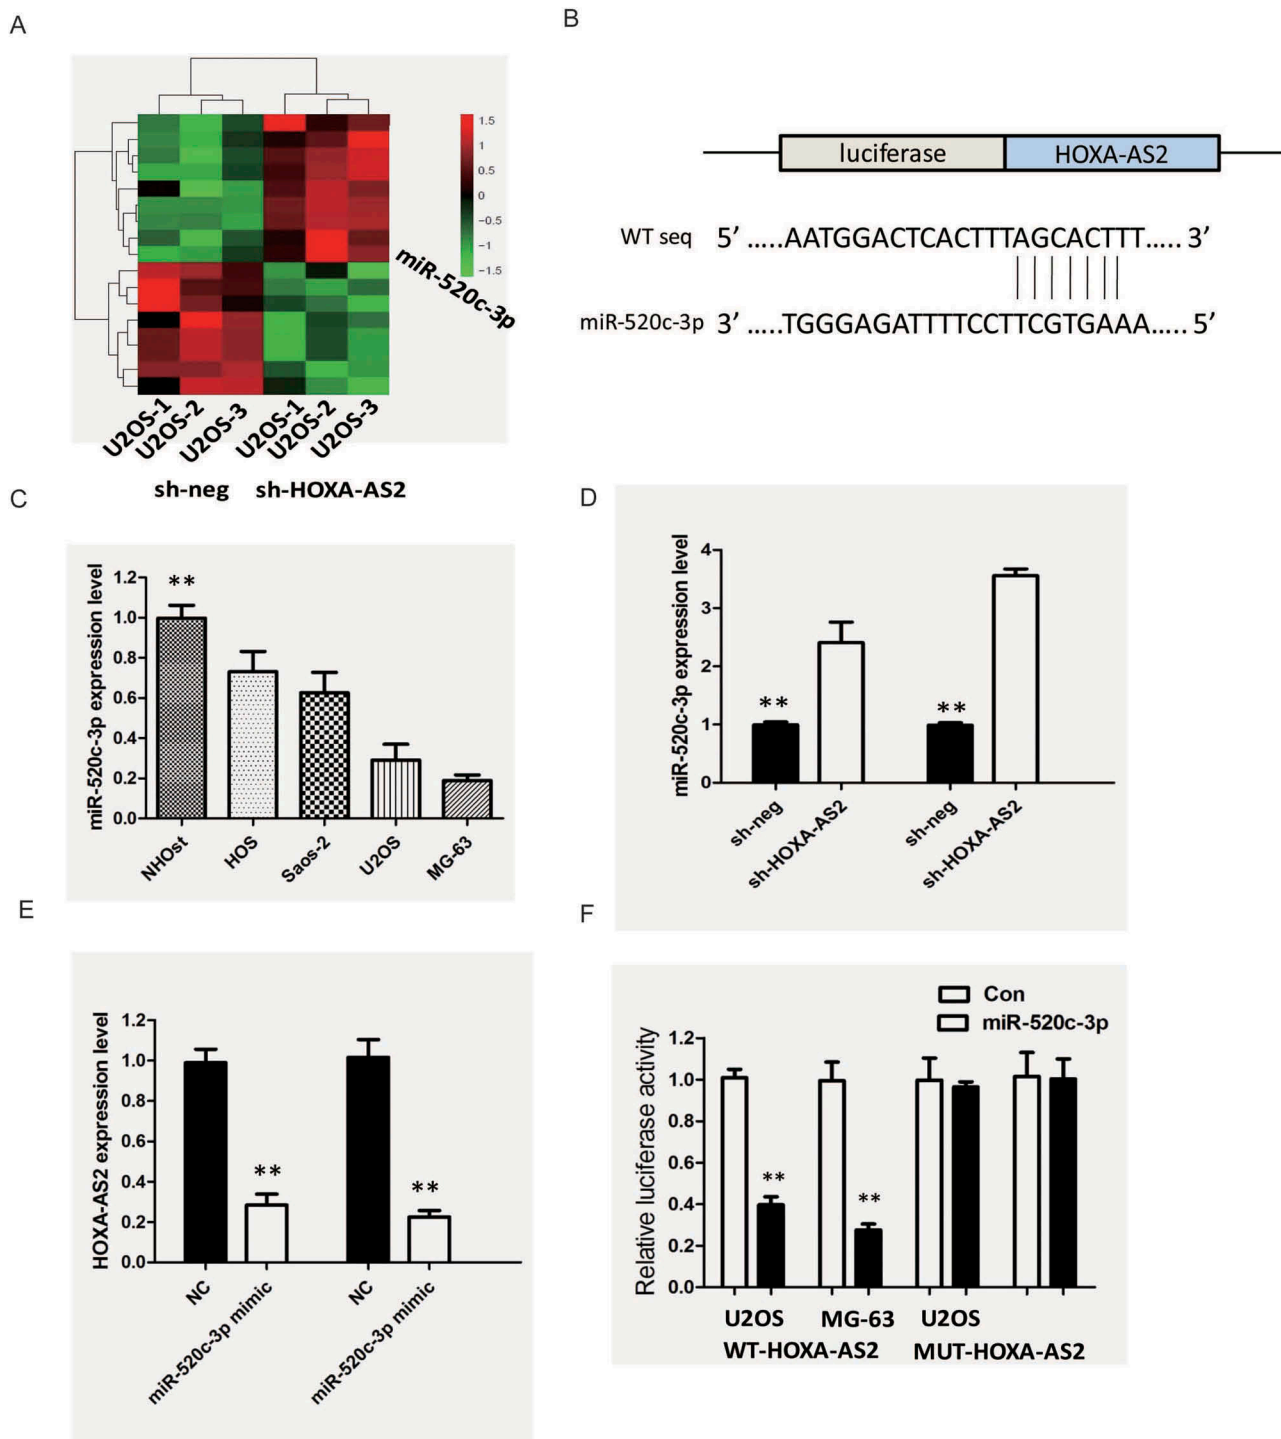 A
1.5
1
0.5
0
−0.5
−1
−1.5
miR-520c-3p
U2OS-1
U2OS-2
U2OS-3
U2OS-1
U2OS-2
U2OS-3
sh-neg sh-HOXA-AS2
B
luciferase HOXA-AS2
WT seq 5’ .....AATGGACTCACTTTAGCACTTT..... 3’
miR-520c-3p 3’ .....TGGGAGATTTTCCTTCGTGAAA..... 5’
C
miR-520c-3p expression level
1.2
1.0
0.8
0.6
0.4
0.2
0.0
**
NHOst
HOS
Saos-2
U2OS
MG-63
D
miR-520c-3p expression level
4
3
2
1
0
** **
sh-neg
sh-HOXA-AS2
sh-neg
sh-HOXA-AS2
E
HOXA-AS2 expression level
1.2
1.0
0.8
0.6
0.4
0.2
0.0
** **
NC
miR-520c-3p mimic
NC
miR-520c-3p mimic
F
Con
miR-520c-3p
Relative luciferase activity
1.2
1.0
0.8
0.6
0.4
0.2
0.0
** **
U2OS MG-63 U2OS
WT-HOXA-AS2 MUT-HOXA-AS2